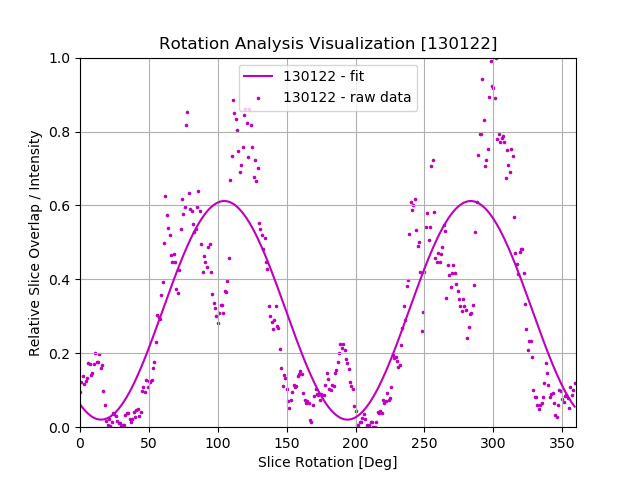 Rotation Analysis Visualization [130122]
1.0
0.8
0.6
0.4
0.2
0.0
Relative Slice Overlap / Intensity
130122 - fit
130122 - raw data
0 50 100 150 200 250 300 350
Slice Rotation [Deg]